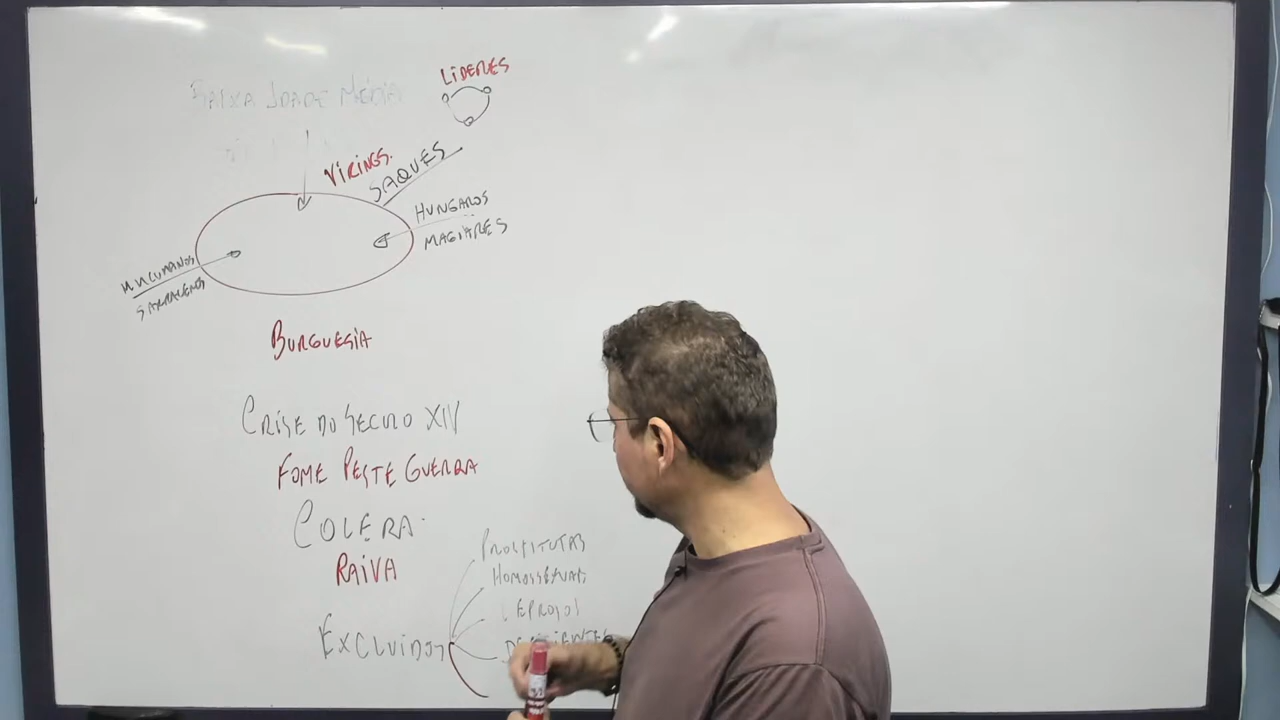 LÍDERES
BAIXA IDADE MÉDIA
VIKINGS.
SAQUES
HUNGAROS
MAGIARES
SARRACENOS
BURGUESIA
CRISE DO SECULO XIV
FOME PESTE GUERRA
COLERA
RAIVA
PROSTITUTAS
HOMOSSEXUAIS
LEPROSOS
EXCLUIDOS